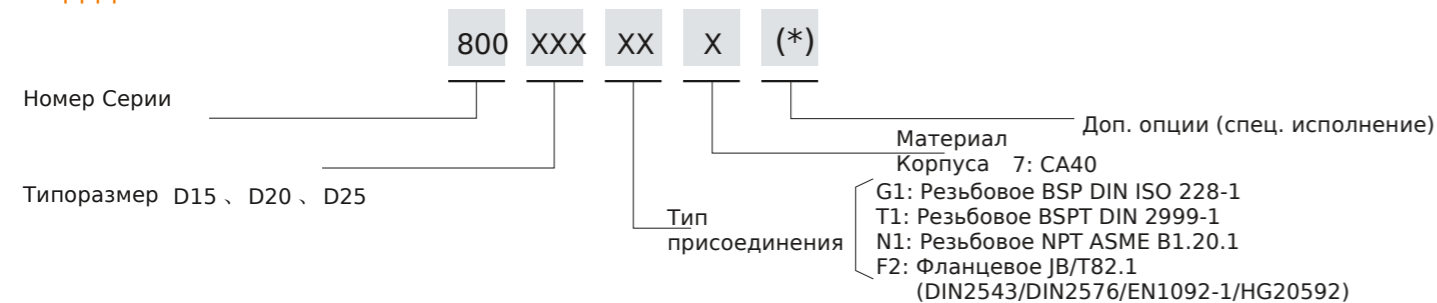 800 XXX XX X (*)
Номер Серии
Доп. опции (спец. исполнение)
Материал
Корпуса 7: CA40
Типоразмер D15 、 D20 、 D25
Тип
присоединения
G1: Резьбовое BSP DIN ISO 228-1
T1: Резьбовое BSPT DIN 2999-1
N1: Резьбовое NPT ASME B1.20.1
F2: Фланцевое JB/T82.1
(DIN2543/DIN2576/EN1092-1/HG20592)